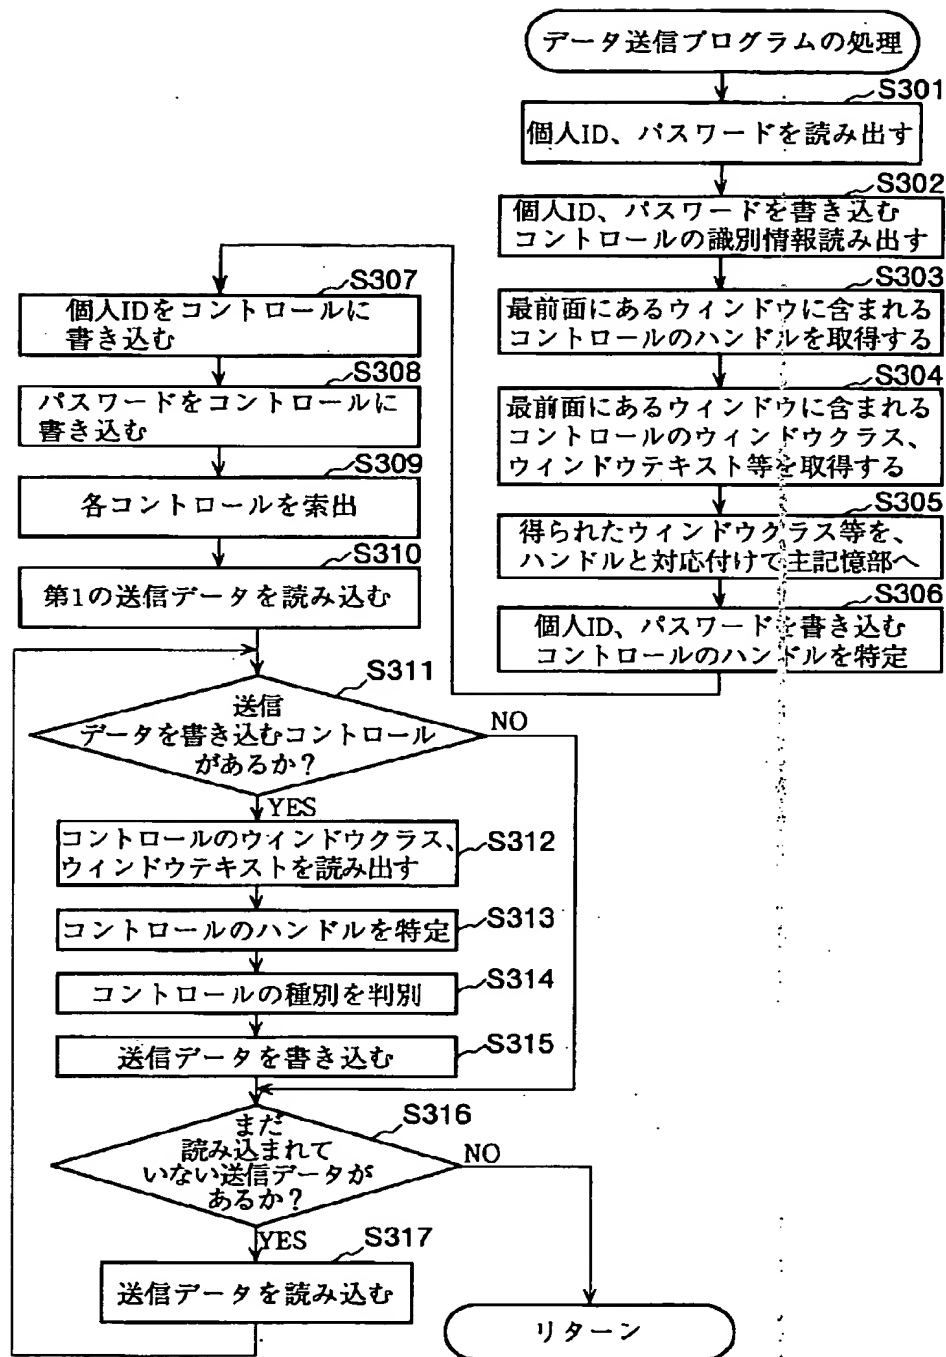 データ送信プログラムの処理
S301
個人ID、パスワードを読み出す
S302
個人ID、パスワードを書き込む
コントロールの識別情報読み出す
S303
最前面にあるウィンドウに含まれる
コントロールのハンドルを取得する
S304
最前面にあるウィンドウに含まれる
コントロールのウィンドウクラス、
ウィンドウテキスト等を取得する
S305
得られたウィンドウクラス等を、
ハンドルと対応付けて主記憶部へ
S306
個人ID、パスワードを書き込む
コントロールのハンドルを特定
S307
個人IDをコントロールに
書き込む
S308
パスワードをコントロールに
書き込む
S309
各コントロールを索出
S310
第1の送信データを読み込む
S311
送信
データを書き込むコントロール
があるか?
NO
YES
コントロールのウィンドウクラス、
ウィンドウテキストを読み出す
S312
コントロールのハンドルを特定
S313
コントロールの種別を判別
S314
送信データを書き込む
S315
S316
まだ
読み込まれて
いない送信データが
あるか?
NO
YES
S317
送信データを読み込む
リターン